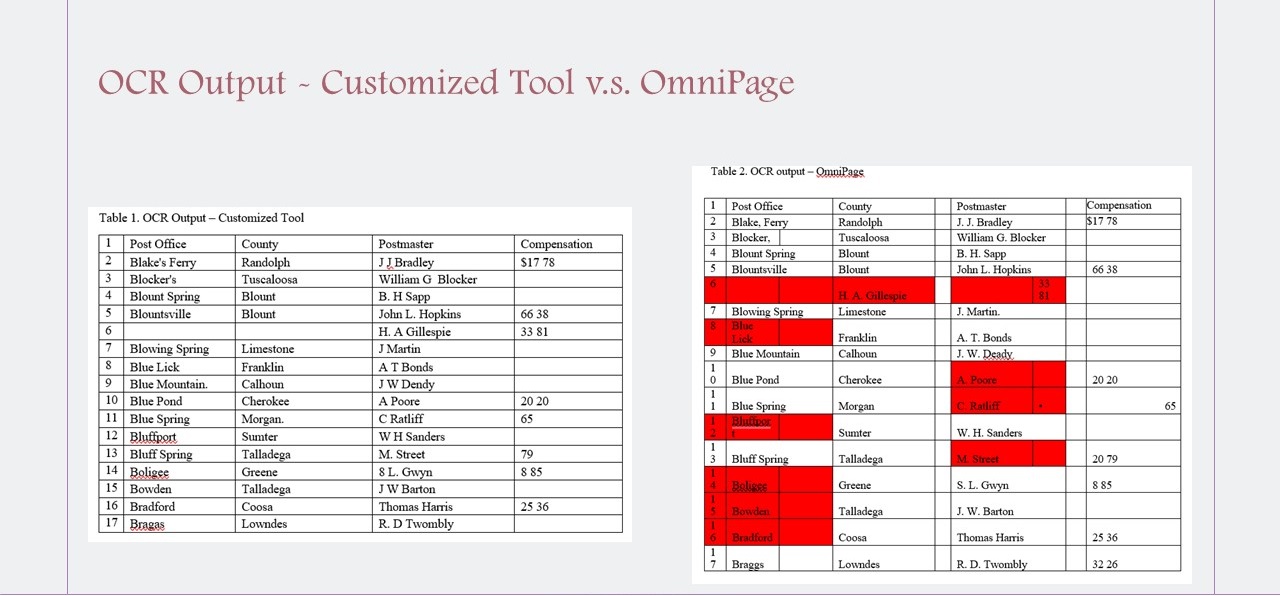 OCR Output - Customized Tool v.s. OmniPage
Table 1. OCR Output – Customized Tool
1 Post Office County Postmaster Compensation
2 Blake's Ferry Randolph J J Bradley $17 78
3 Blocker's Tuscaloosa William G Blocker
4 Blount Spring Blount B. H Sapp
5 Blountsville Blount John L. Hopkins 66 38
6 H. A Gillespie 33 81
7 Blowing Spring Limestone J Martin
8 Blue Lick Franklin A T Bonds
9 Blue Mountain. Calhoun J W Dendy
10 Blue Pond Cherokee A Poore 20 20
11 Blue Spring Morgan. C Ratliff 65
12 Bluffport Sumter W H Sanders
13 Bluff Spring Talladega M. Street 79
14 Boligee Greene 8 L. Gwyn 8 85
15 Bowden Talladega J W Barton
16 Bradford Coosa Thomas Harris 25 36
17 Bragas Lowndes R. D Twombly
Table 2. OCR output – OmniPage
1 Post Office County Postmaster Compensation
2 Blake, Ferry Randolph J. J. Bradley $17 78
3 Blocker, Tuscaloosa William G. Blocker
4 Blount Spring Blount B. H. Sapp
5 Blountsville Blount John L. Hopkins 66 38
6 33
H. A. Gillespie 81
7 Blowing Spring Limestone J. Martin.
8 Blue
Lick Franklin A. T. Bonds
9 Blue Mountain Calhoun J. W. Deady
1
0 Blue Pond Cherokee A. Poore 20 20
1
1 Blue Spring Morgan C. Ratliff • 65
1 Bluffpor
2 t Sumter W. H. Sanders
1
3 Bluff Spring Talladega M. Street 20 79
1
4 Boligee Greene S. L. Gwyn 8 85
1
5 Bowden Talladega J. W. Barton
1
6 Bradford Coosa Thomas Harris 25 36
1
7 Braggs Lowndes R. D. Twombly 32 26